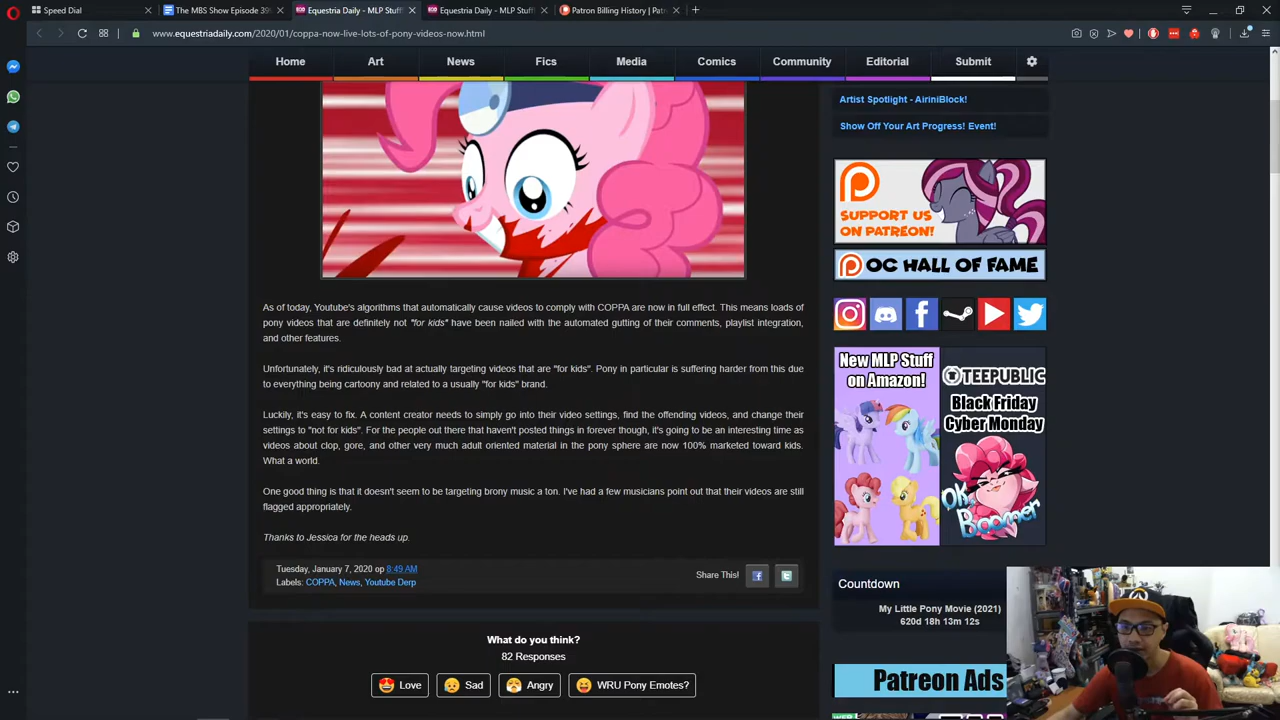 Speed Dial
The MBS Show Episode 39
Equestria Daily - MLP Stuff
Equestria Daily - MLP Stuff
Patron Billing History | Pat
www.equestriadaily.com/2020/01/coppa-now-live-lots-of-pony-videos-now.html
Home
Art
News
Fics
Media
Comics
Community
Editorial
Submit
Artist Spotlight - AiriniBlock!
Show Off Your Art Progress! Event!
SUPPORT US
ON PATREON!
OC HALL OF FAME
As of today, Youtube's algorithms that automatically cause videos to comply with COPPA are now in full effect. This means loads of
pony videos that are definitely not "for kids" have been nailed with the automated gutting of their comments, playlist integration,
and other features.
Unfortunately, it's ridiculously bad at actually targeting videos that are "for kids". Pony in particular is suffering harder from this due
to everything being cartoony and related to a usually "for kids" brand.
Luckily, it's easy to fix. A content creator needs to simply go into their video settings, find the offending videos, and change their
settings to "not for kids". For the people out there that haven't posted things in forever though, it's going to be an interesting time as
videos about clop, gore, and other very much adult oriented material in the pony sphere are now 100% marketed toward kids.
What a world.
One good thing is that it doesn't seem to be targeting brony music a ton. I've had a few musicians point out that their videos are still
flagged appropriately.
Thanks to Jessica for the heads up.
Tuesday, January 7, 2020 op 8:49 AM
Labels: COPPA, News, Youtube Derp
Share This!
New MLP Stuff
on Amazon!
TEEPUBLIC
Black Friday
Cyber Monday
OK,
Boomer
Countdown
My Little Pony Movie (2021)
620d 18h 13m 12s
Patreon Ads
What do you think?
82 Responses
Love
Sad
Angry
WRU Pony Emotes?